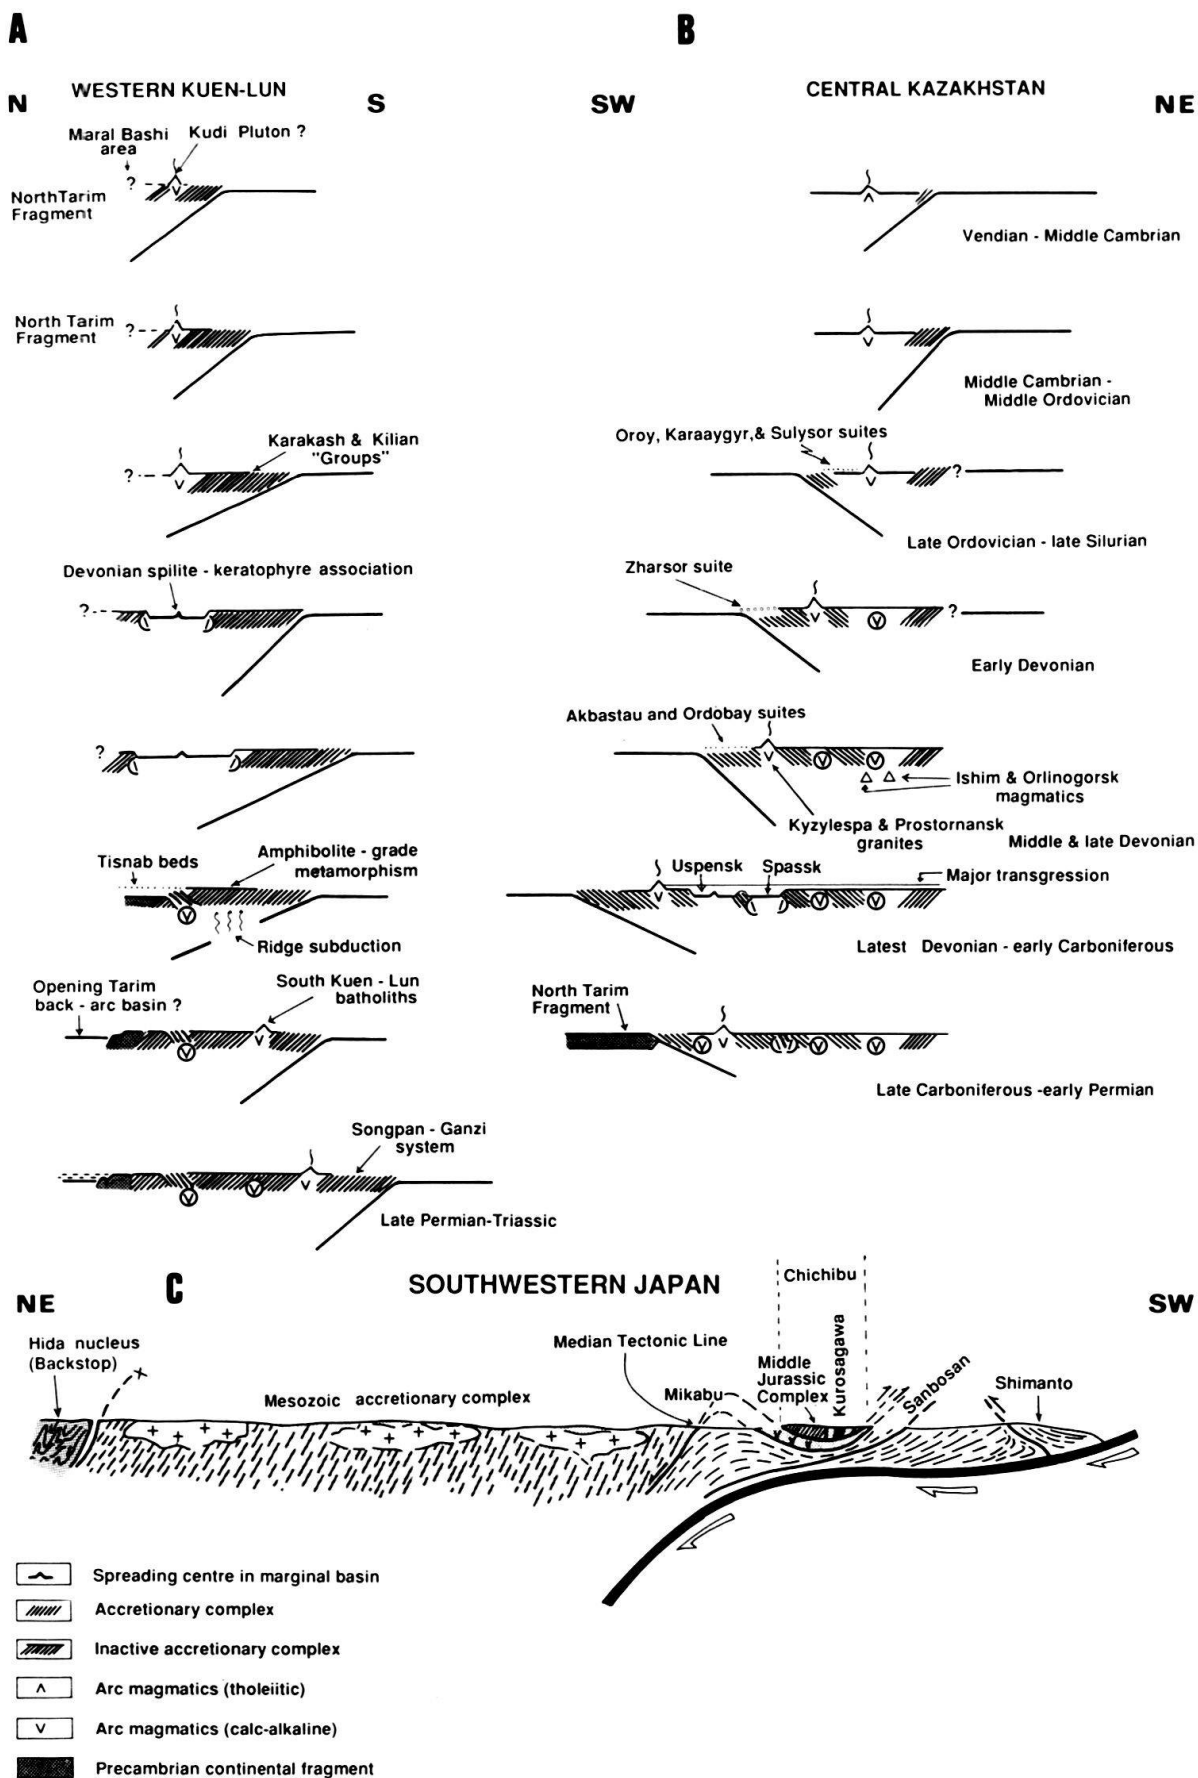 A
B
WESTERN KUEN-LUN
CENTRAL KAZAKHSTAN
N
S
SW
NE
Maral Bashi
area
Kudi Pluton ?
?
North Tarim
Fragment
Vendian - Middle Cambrian
North Tarim
Fragment
?
Middle Cambrian -
Middle Ordovician
Karakash & Kilian
"Groups"
?
Oroy, Karaaygyr,& Sulysor suites
?
Late Ordovician - late Silurian
Devonian spilite - keratophyre association
?
Zharsor suite
?
Early Devonian
?
Akbastau and Ordobay suites
Ishim & Orlinogorsk
magmatics
Kyzylespa & Prostornansk
granites
Middle & late Devonian
Tisnab beds
Amphibolite - grade
metamorphism
Ridge subduction
Uspensk
Spassk
Major transgression
Latest Devonian - early Carboniferous
Opening Tarim
back - arc basin ?
South Kuen - Lun
batholiths
North Tarim
Fragment
Late Carboniferous -early Permian
Songpan - Ganzi
system
Late Permian-Triassic
C
SOUTHWESTERN JAPAN
NE
SW
Hida nucleus
(Backstop)
Mesozoic accretionary complex
Median Tectonic Line
Mikabu
Chichibu
Middle
Jurassic
Complex
Kurosagawa
Sanbosan
Shimanto
Spreading centre in marginal basin
Accretionary complex
Inactive accretionary complex
Arc magmatics (tholeiitic)
Arc magmatics (calc-alkaline)
Precambrian continental fragment